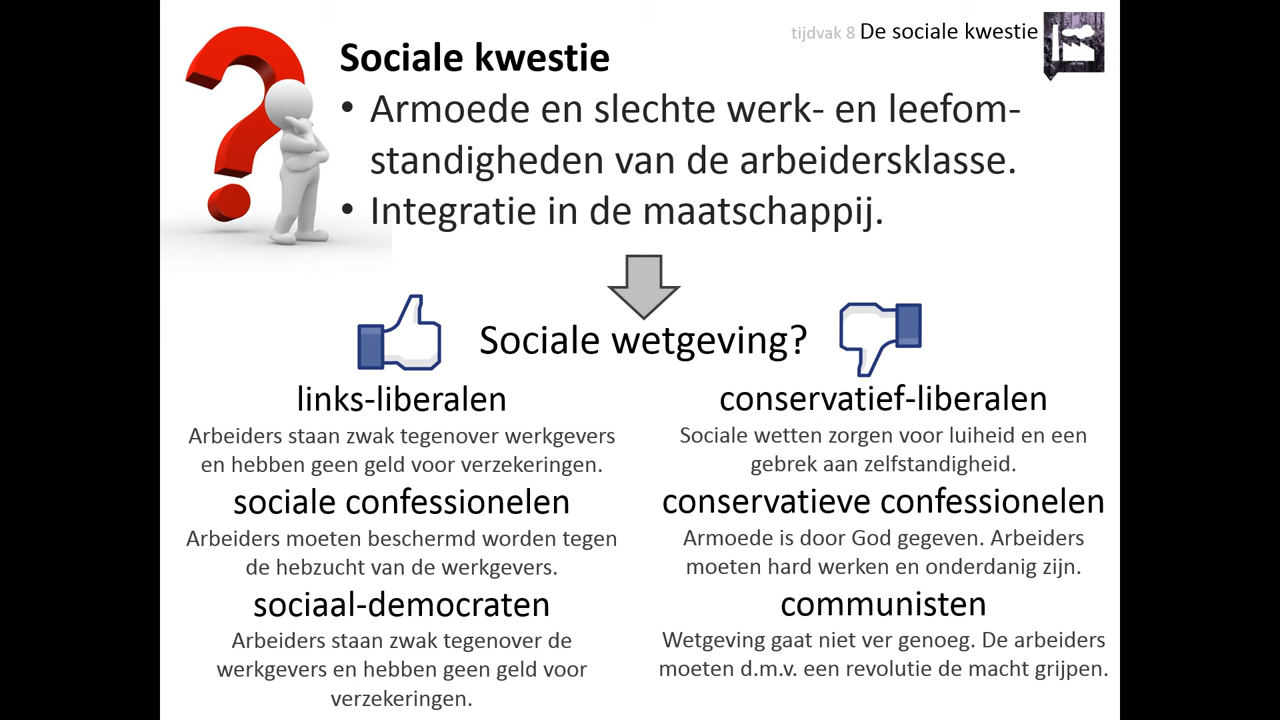 tijdvak 8 De sociale kwestie
Sociale kwestie
• Armoede en slechte werk- en leefom-
standigheden van de arbeidersklasse.
• Integratie in de maatschappij.
Sociale wetgeving?
links-liberalen
Arbeiders staan zwak tegenover werkgevers
en hebben geen geld voor verzekeringen.
sociale confessionelen
Arbeiders moeten beschermd worden tegen
de hebzucht van de werkgevers.
sociaal-democraten
Arbeiders staan zwak tegenover de
werkgevers en hebben geen geld voor
verzekeringen.
conservatief-liberalen
Sociale wetten zorgen voor luiheid en een
gebrek aan zelfstandigheid.
conservatieve confessionelen
Armoede is door God gegeven. Arbeiders
moeten hard werken en onderdanig zijn.
communisten
Wetgeving gaat niet ver genoeg. De arbeiders
moeten d.m.v. een revolutie de macht grijpen.